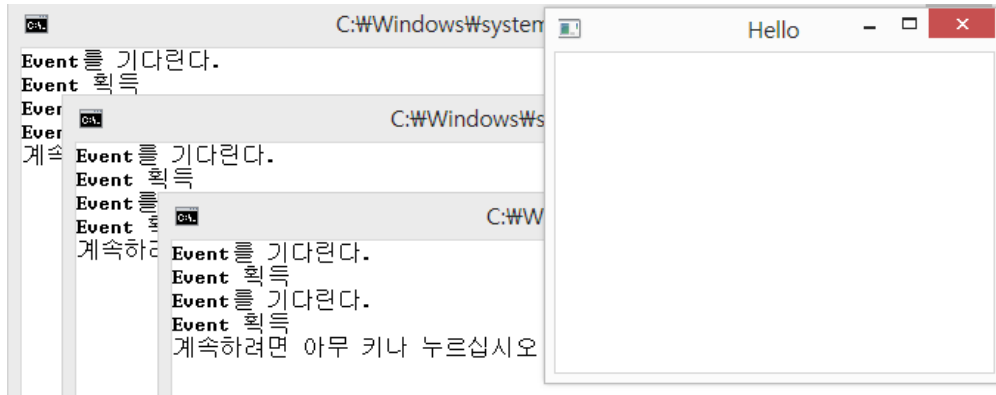 C:₩Windows₩system
Event를 기다린다.
Event 획득
계속
C:₩Windows₩s
Event를 기다린다.
Event 획득
Event를
Event
계속하려
C:₩W
Event를 기다린다.
Event 획득
Event를 기다린다.
Event 획득
계속하려면 아무 키나 누르십시오
Hello